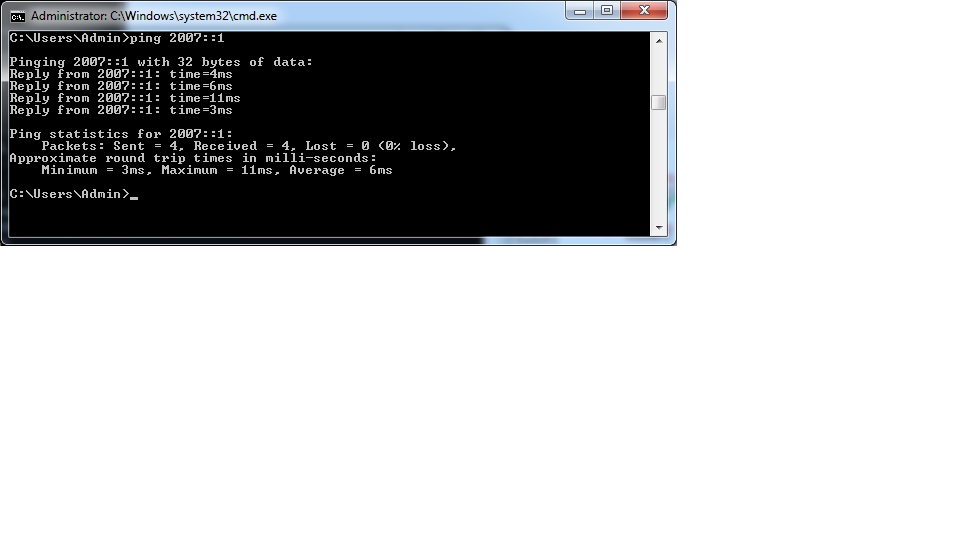 Administrator: C:\Windows\system32\cmd.exe
C:\Users\Admin>ping 2007::1
Pinging 2007::1 with 32 bytes of data:
Reply from 2007::1: time=4ms
Reply from 2007::1: time=6ms
Reply from 2007::1: time=11ms
Reply from 2007::1: time=3ms
Ping statistics for 2007::1:
Packets: Sent = 4, Received = 4, Lost = 0 (0% loss),
Approximate round trip times in milli-seconds:
Minimum = 3ms, Maximum = 11ms, Average = 6ms
C:\Users\Admin>_